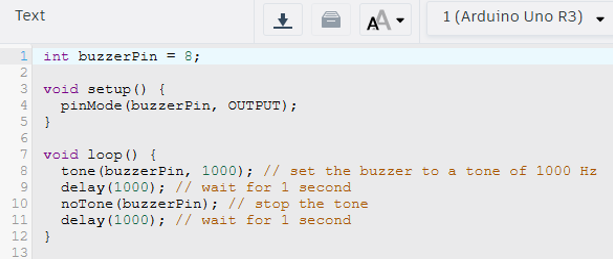 Text
1 (Arduino Uno R3)
1 int buzzerPin = 8;
2
3 void setup() {
4   pinMode(buzzerPin, OUTPUT);
5 }
6
7 void loop() {
8   tone(buzzerPin, 1000); // set the buzzer to a tone of 1000 Hz
9   delay(1000); // wait for 1 second
10   noTone(buzzerPin); // stop the tone
11   delay(1000); // wait for 1 second
12 }
13